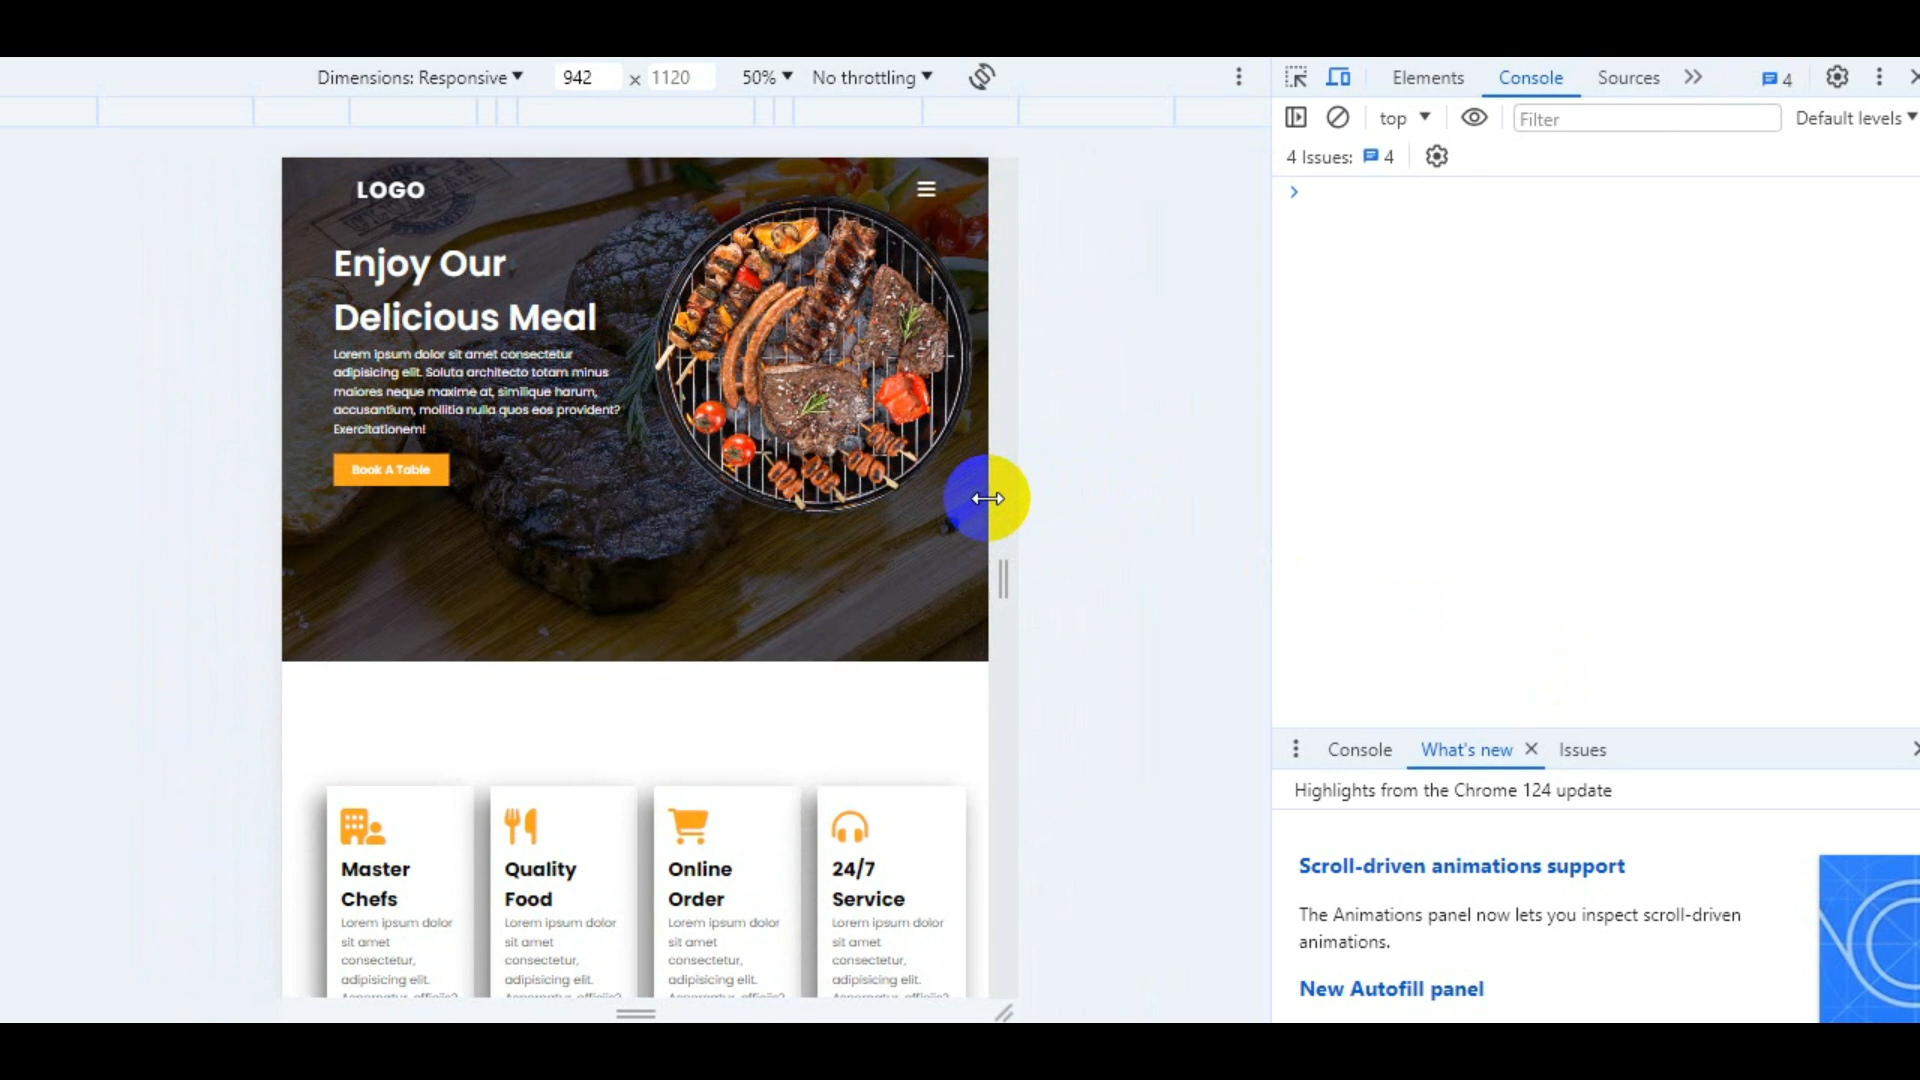 Dimensions: Responsive 942 × 1120 50% No throttling
Elements Console Sources 4
top Filter Default levels
4 Issues: 4
LOGO
Enjoy Our
Delicious Meal
Lorem ipsum dolor sit amet consectetur
adipisicing elit. Soluta architecto totam minus
maiores neque maxime at, similique harum,
accusantium, mollitia nulla quos eos provident?
Exercitationem!
Book A Table
Master
Chefs
Lorem ipsum dolor
sit amet
consectetur,
adipisicing elit.
Quality
Food
Lorem ipsum dolor
sit amet
consectetur,
adipisicing elit.
Online
Order
Lorem ipsum dolor
sit amet
consectetur,
adipisicing elit.
24/7
Service
Lorem ipsum dolor
sit amet
consectetur,
adipisicing elit.
Console What's new Issues
Highlights from the Chrome 124 update
Scroll-driven animations support
The Animations panel now lets you inspect scroll-driven
animations.
New Autofill panel